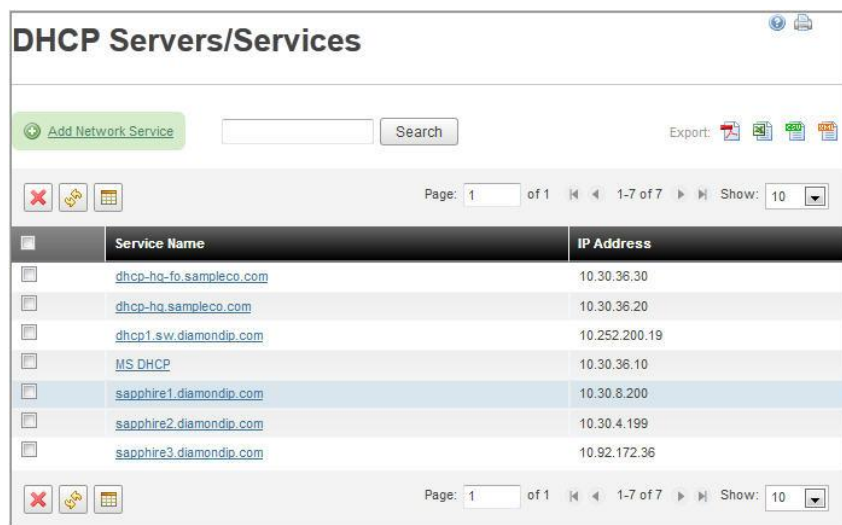 DHCP Servers/Services
Add Network Service
Search
Export:
Page: 1 of 1 1-7 of 7 Show: 10
Service Name IP Address
dhcp-hq-fo.sampleco.com 10.30.36.30
dhcp-hq.sampleco.com 10.30.36.20
dhcp1.sw.diamondip.com 10.252.200.19
MS DHCP 10.30.36.10
sapphire1.diamondip.com 10.30.8.200
sapphire2.diamondip.com 10.30.4.199
sapphire3.diamondip.com 10.92.172.36
Page: 1 of 1 1-7 of 7 Show: 10